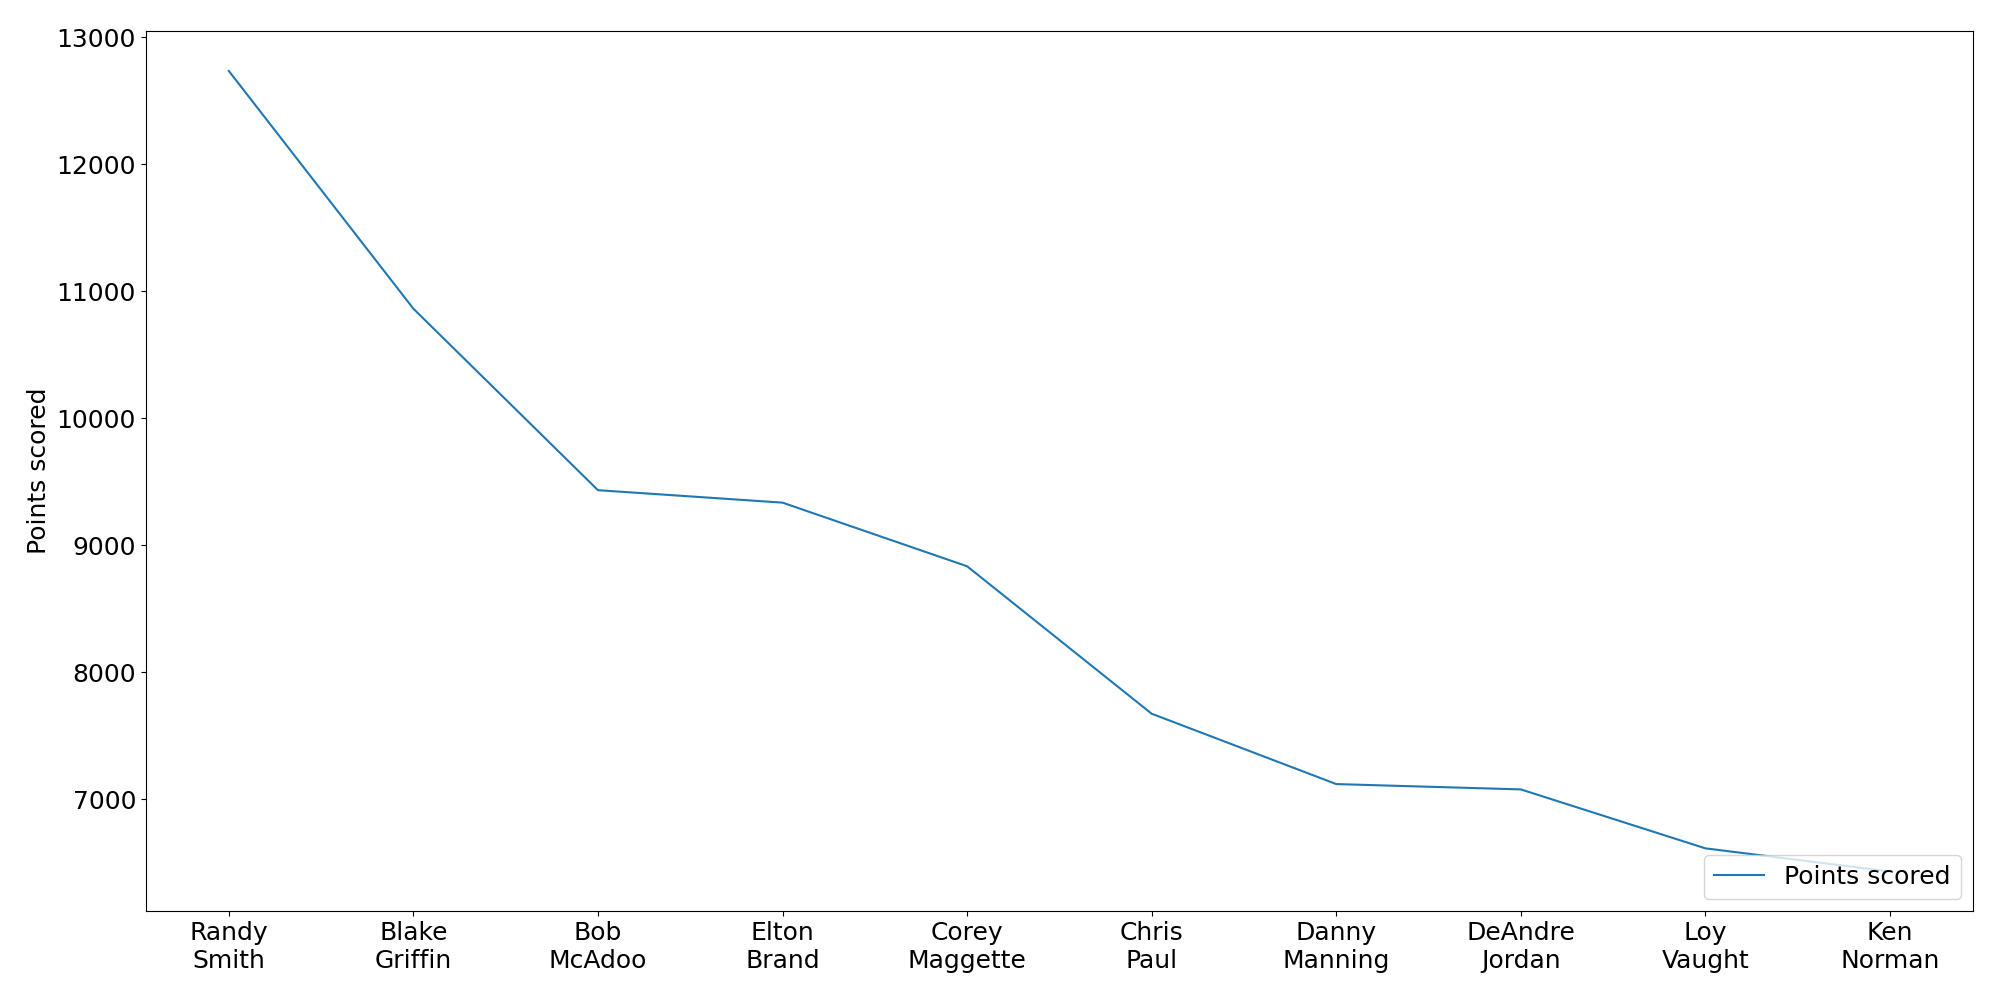 13000
12000
11000
10000
9000
8000
7000
Points scored
Points scored
Randy Smith
Blake Griffin
Bob McAdoo
Elton Brand
Corey Maggette
Chris Paul
Danny Manning
DeAndre Jordan
Loy Vaught
Ken Norman